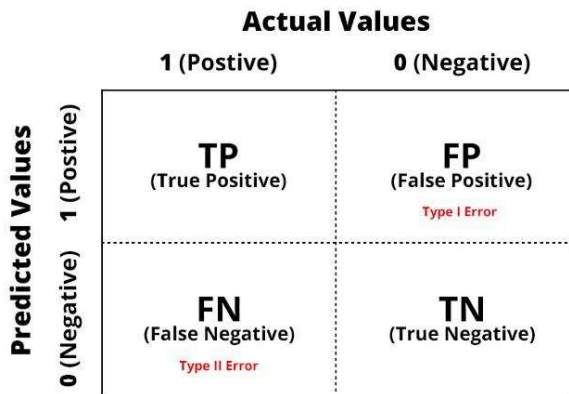 Actual Values
1 (Postive) 0 (Negative)
Predicted Values
1 (Postive)
TP
(True Positive)
FP
(False Positive)
Type I Error
0 (Negative)
FN
(False Negative)
Type II Error
TN
(True Negative)